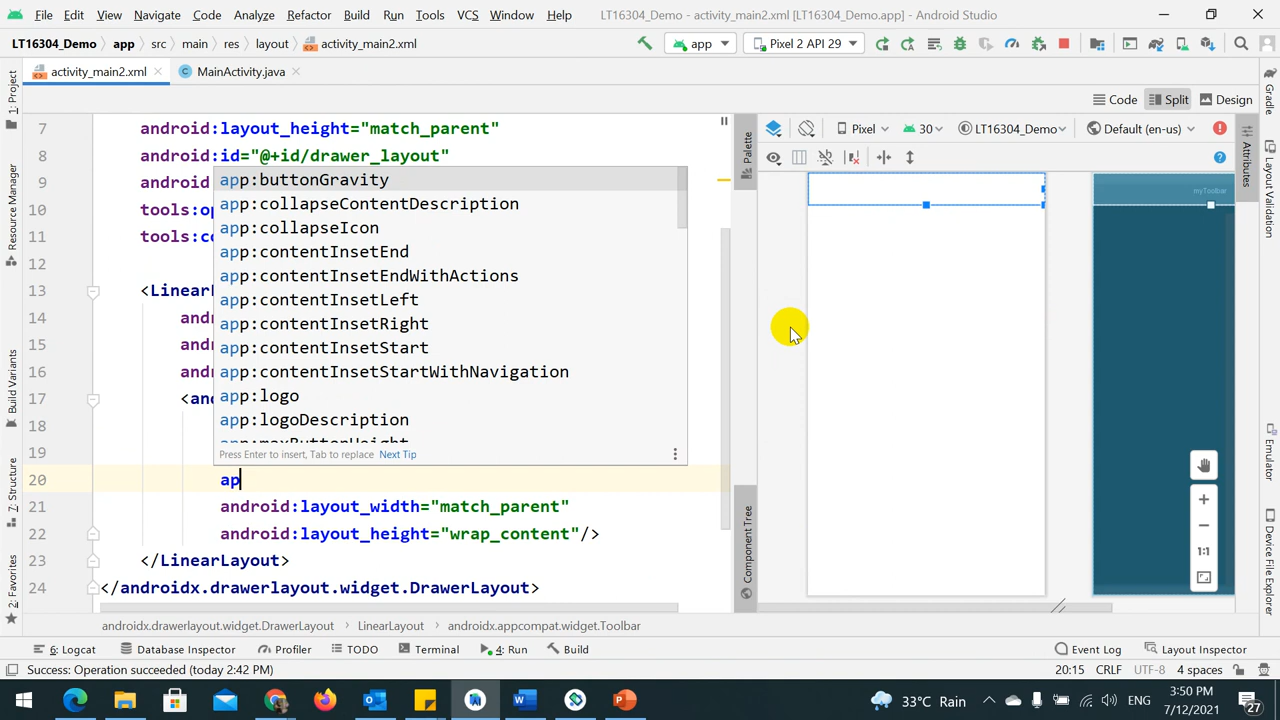 File Edit View Navigate Code Analyze Refactor Build Run Tools VCS Window Help LT16304_Demo - activity_main2.xml [LT16304_Demo.app] - Android Studio
LT16304_Demo app src main res layout activity_main2.xml app Pixel 2 API 29
activity_main2.xml MainActivity.java
Code Split Design
1: Project
Resource Manager
Build Variants
7: Structure
2: Favorites
7 android:layout_height="match_parent"
8 android:id="@+id/drawer_layout"
9 android
10 tools:op
11 tools:co
12
13 <LinearL
14 andr
15 andr
16 andr
17 <and
18
19
20 ap
21 android:layout_width="match_parent"
22 android:layout_height="wrap_content"/>
23 </LinearLayout>
24 </androidx.drawerlayout.widget.DrawerLayout>
app:buttonGravity
app:collapseContentDescription
app:collapseIcon
app:contentInsetEnd
app:contentInsetEndWithActions
app:contentInsetLeft
app:contentInsetRight
app:contentInsetStart
app:contentInsetStartWithNavigation
app:logo
app:logoDescription
app:maxButtonHeight
Press Enter to insert, Tab to replace Next Tip
Palette
Component Tree
Pixel 30 LT16304_Demo Default (en-us)
myToolbar
1:1
Attributes
Gradle
Layout Validation
Emulator
Device File Explorer
androidx.drawerlayout.widget.DrawerLayout LinearLayout androidx.appcompat.widget.Toolbar
6: Logcat Database Inspector Profiler TODO Terminal 4: Run Build Event Log Layout Inspector
Success: Operation succeeded (today 2:42 PM) 20:15 CRLF UTF-8 4 spaces
33°C Rain ENG 3:50 PM
7/12/2021
27